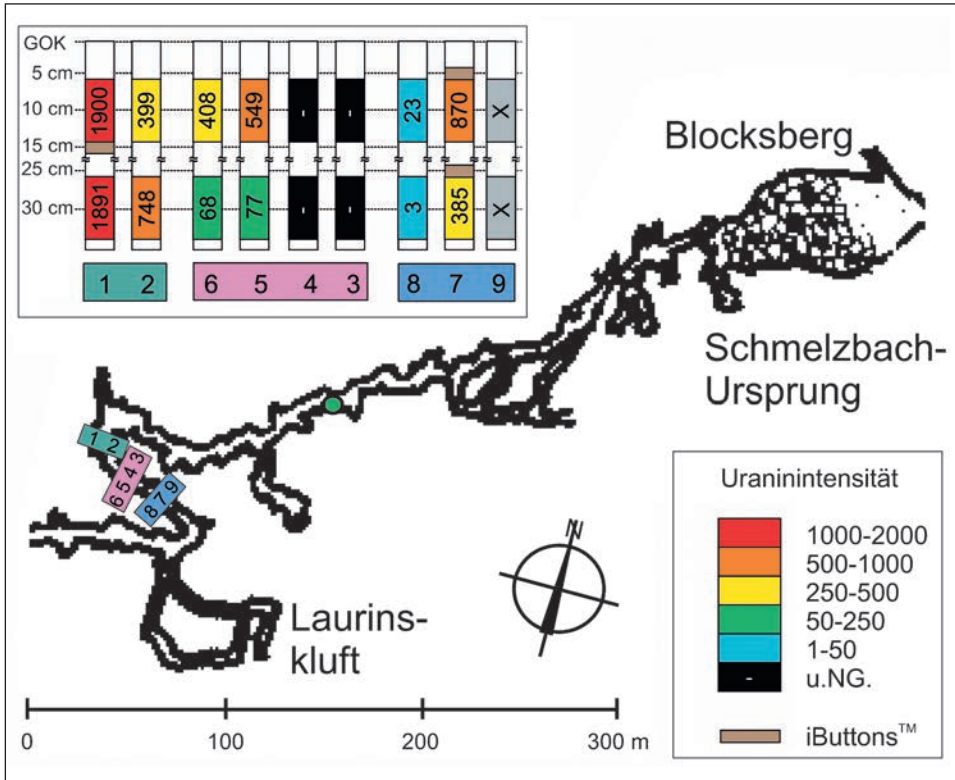 GOK
5 cm
10 cm
15 cm
25 cm
30 cm
1900 399 408 549 - - 23 870 X
1891 748 68 77 - - 3 385 X
1 2 6 5 4 3 8 7 9
Blocksberg
Schmelzbach-
Ursprung
1 2
6 5 4 3
8 7 9
N
Laurins-
kluft
0 100 200 300 m
Uraninintensität
1000-2000
500-1000
250-500
50-250
1-50
- u.NG.
iButtons™